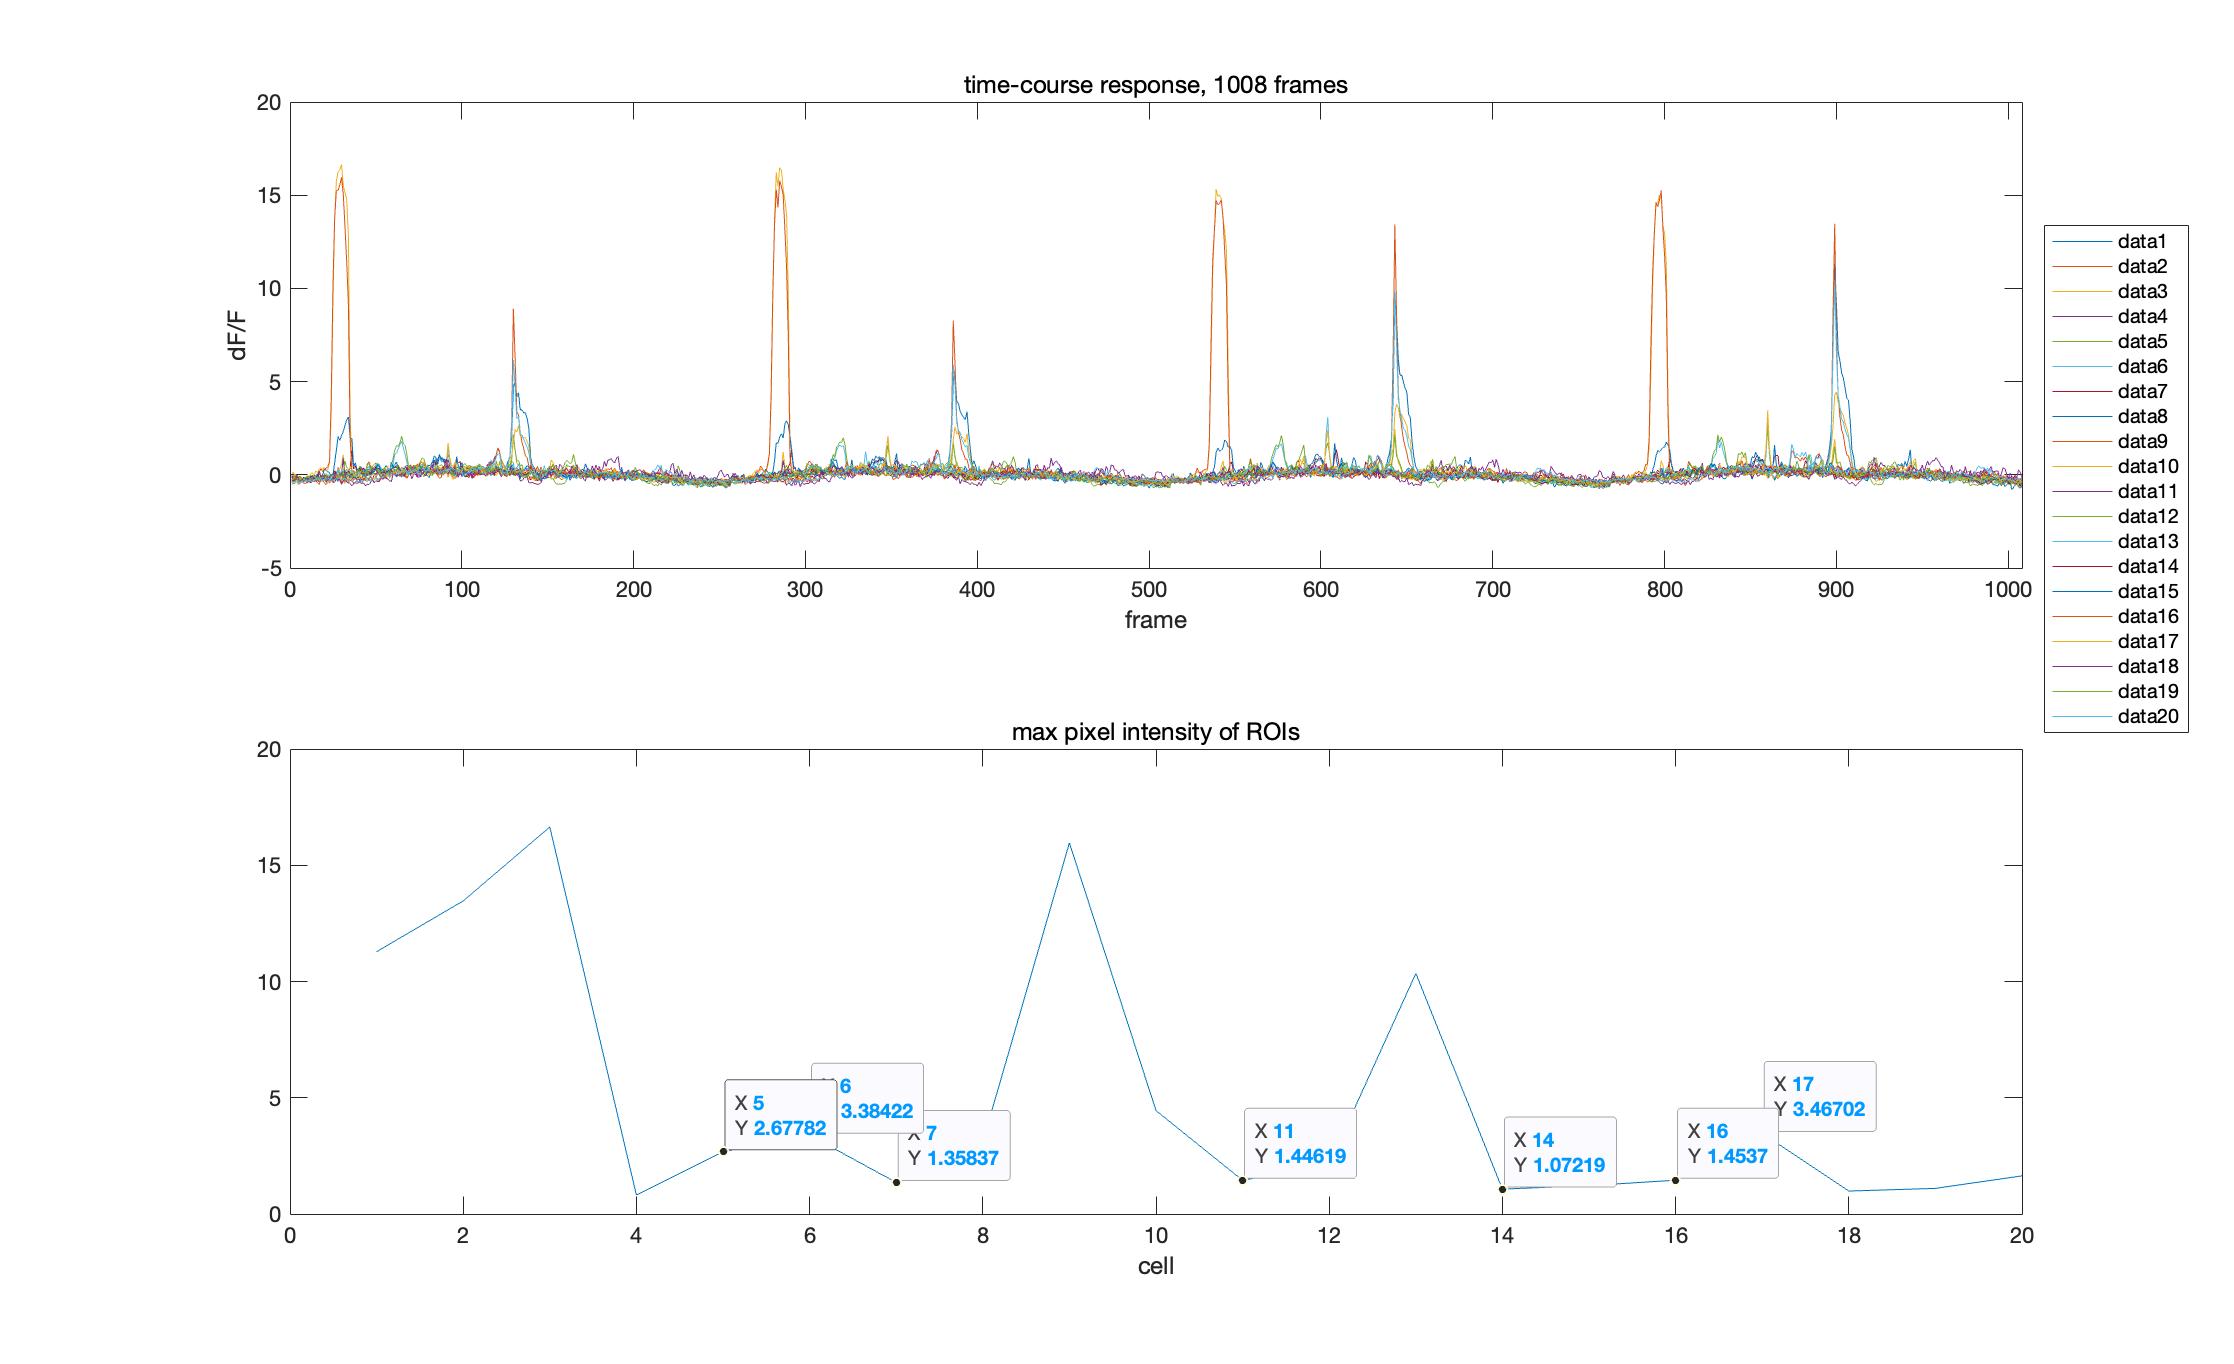 time-course response, 1008 frames
20
15
10
5
0
-5
dF/F
0 100 200 300 400 500 600 700 800 900 1000
frame
data1
data2
data3
data4
data5
data6
data7
data8
data9
data10
data11
data12
data13
data14
data15
data16
data17
data18
data19
data20
max pixel intensity of ROIs
20
15
10
5
0
X 5
Y 2.67782
6
3.38422
X 7
Y 1.35837
X 11
Y 1.44619
X 14
Y 1.07219
X 16
Y 1.4537
X 17
Y 3.46702
0 2 4 6 8 10 12 14 16 18 20
cell